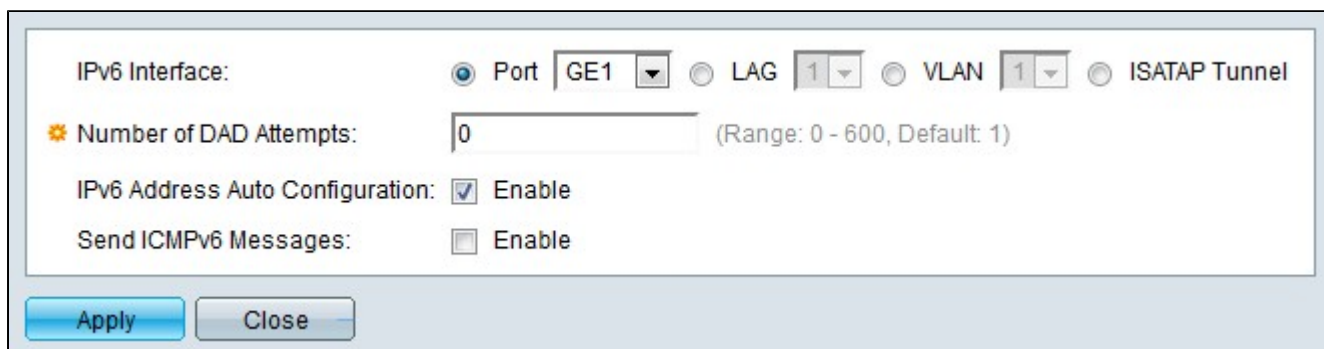 IPv6 Interface: Port GE1 LAG 1 VLAN 1 ISATAP Tunnel
Number of DAD Attempts: 0 (Range: 0 - 600, Default: 1)
IPv6 Address Auto Configuration: Enable
Send ICMPv6 Messages: Enable
Apply Close